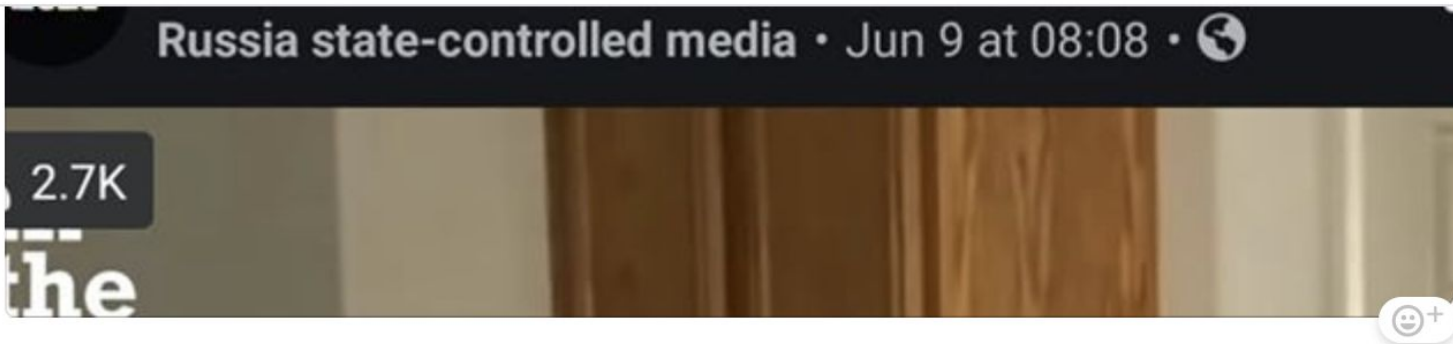 Russia state-controlled media • Jun 9 at 08:08 •
2.7K
the